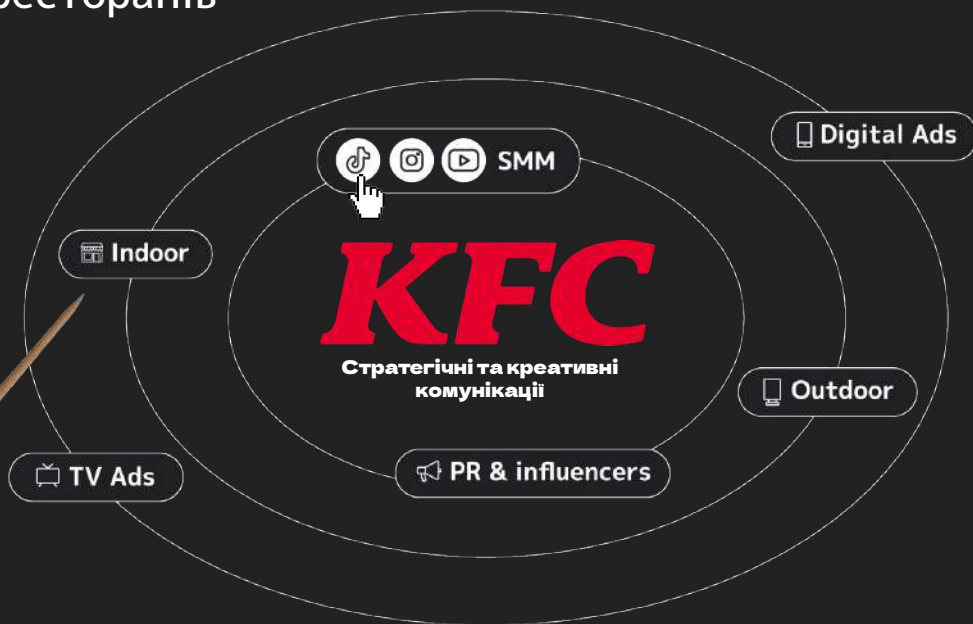 ресторанів
Digital Ads
SMM
Indoor
KFC
Стратегічні та креативні
комунікації
Outdoor
PR & influencers
TV Ads